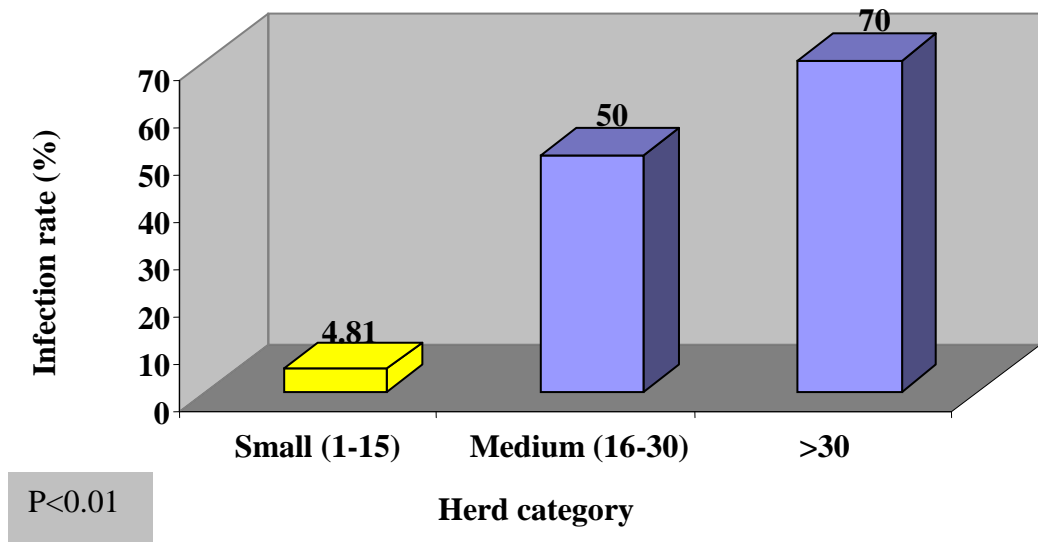 70
50
4.81
70
60
50
40
30
20
10
0
Infection rate (%)
Small (1-15) Medium (16-30) >30
Herd category
P<0.01